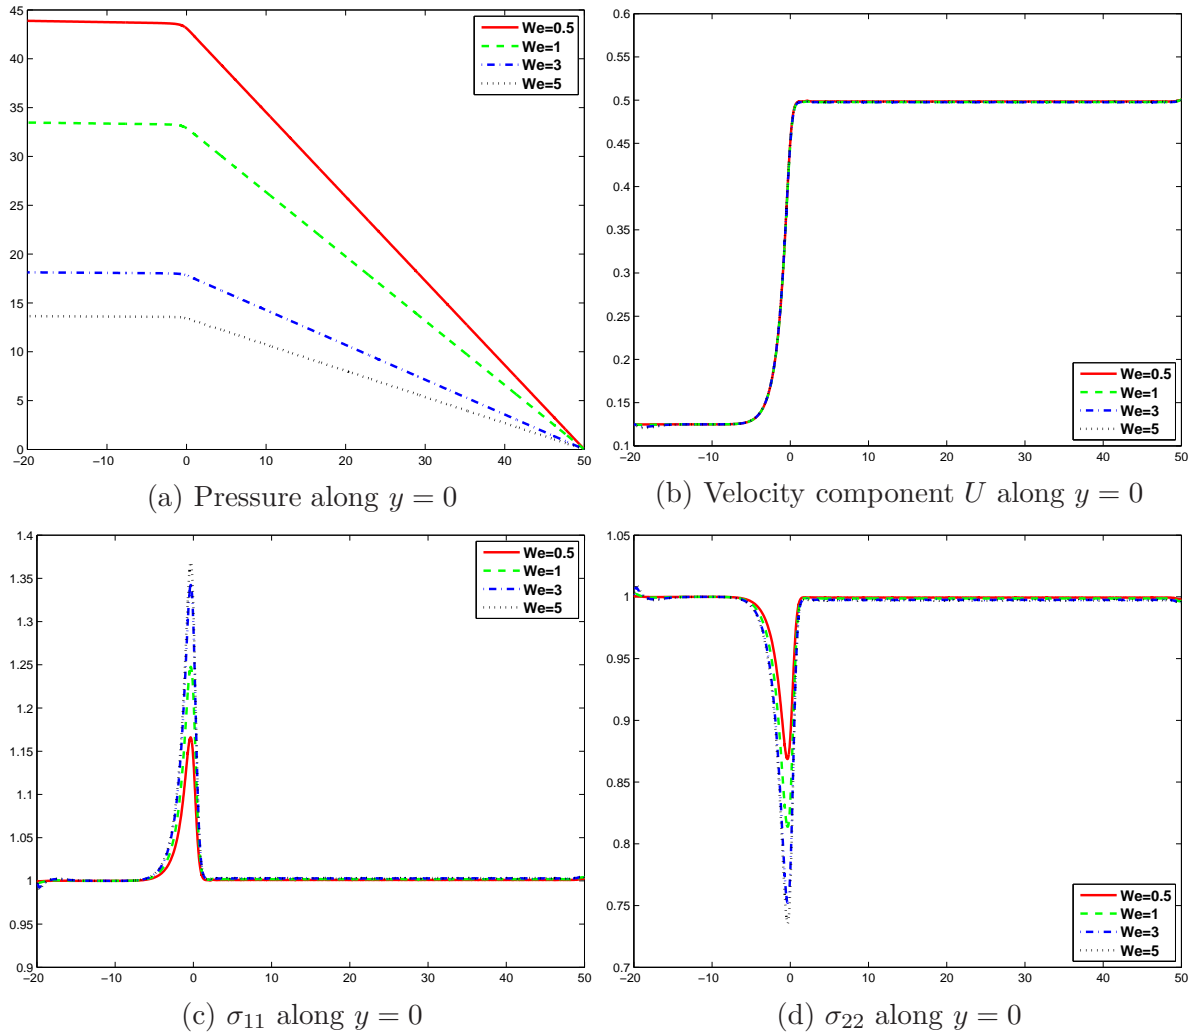 45
40
35
30
25
20
15
10
5
0
−20 −10 0 10 20 30 40 50
We=0.5
We=1
We=3
We=5
(a) Pressure along y = 0
0.6
0.55
0.5
0.45
0.4
0.35
0.3
0.25
0.2
0.15
0.1
−20 −10 0 10 20 30 40 50
We=0.5
We=1
We=3
We=5
(b) Velocity component U along y = 0
1.4
1.35
1.3
1.25
1.2
1.15
1.1
1.05
1
0.95
0.9
−20 −10 0 10 20 30 40 50
We=0.5
We=1
We=3
We=5
(c) σ₁₁ along y = 0
1.05
1
0.95
0.9
0.85
0.8
0.75
0.7
−20 −10 0 10 20 30 40 50
We=0.5
We=1
We=3
We=5
(d) σ₂₂ along y = 0